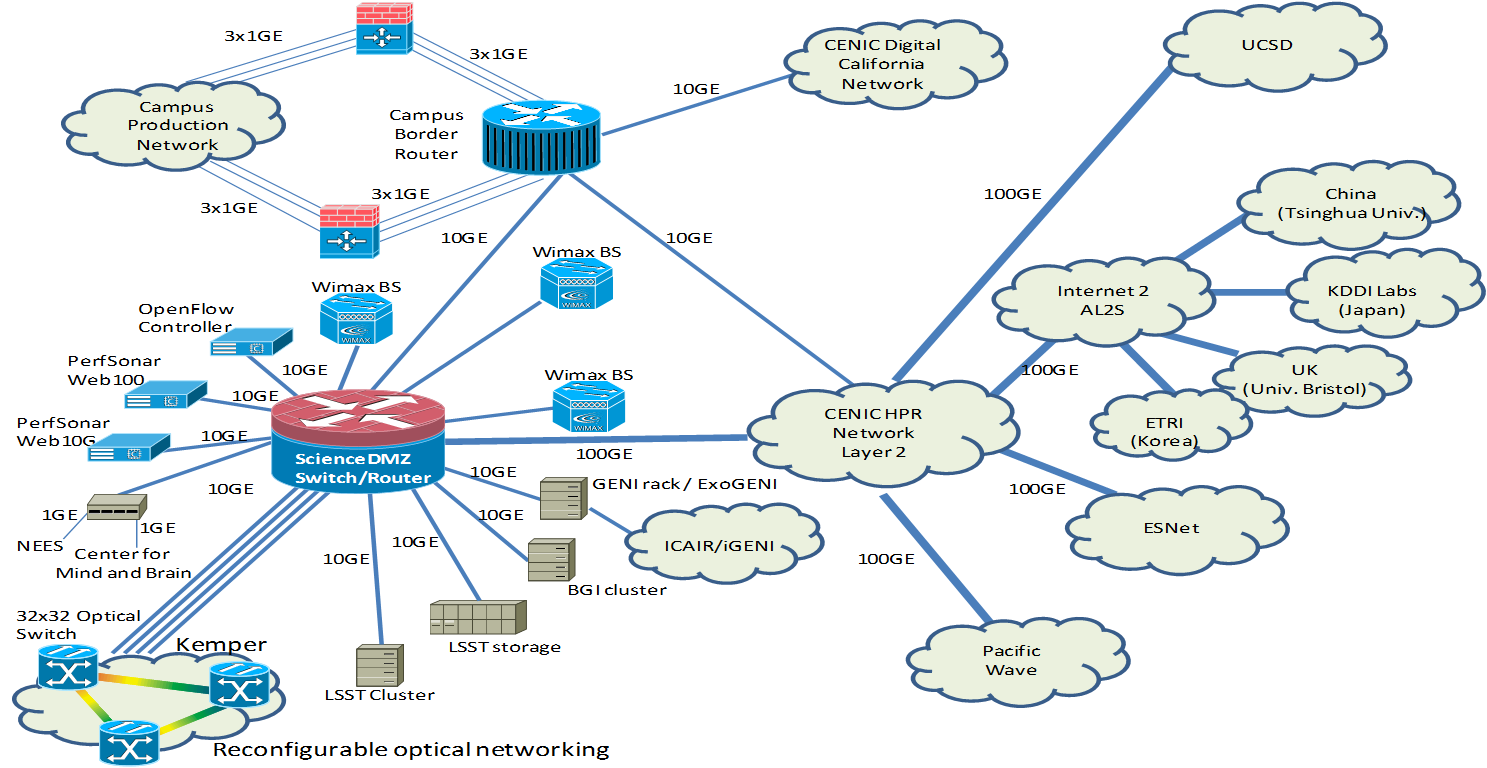 3x1GE
3x1GE
CENIC Digital
California
Network
UCSD
10GE
Campus
Production
Network
Campus
Border
Router
3x1GE
3x1GE
100GE
China
(Tsinghua Univ.)
10GE
10GE
Wimax BS
Wimax BS
Internet 2
AL2S
KDDI Labs
(Japan)
OpenFlow
Controller
PerfSonar
Web100
10GE
10GE
Wimax BS
100GE
UK
(Univ. Bristol)
PerfSonar
Web10G
10GE
CENIC HPR
Network
Layer 2
ETRI
(Korea)
ScienceDMZ
Switch/Router
100GE
10GE
GENI rack / ExoGENI
10GE
100GE
1GE
1GE
10GE
NEES
Center for
Mind and Brain
10GE
10GE
ICAIR/iGENI
ESNet
100GE
BGI cluster
32x32 Optical
Switch
Kemper
LSST storage
Pacific
Wave
LSST Cluster
WiMAX
WiMAX
WiMAX
Reconfigurable optical networking